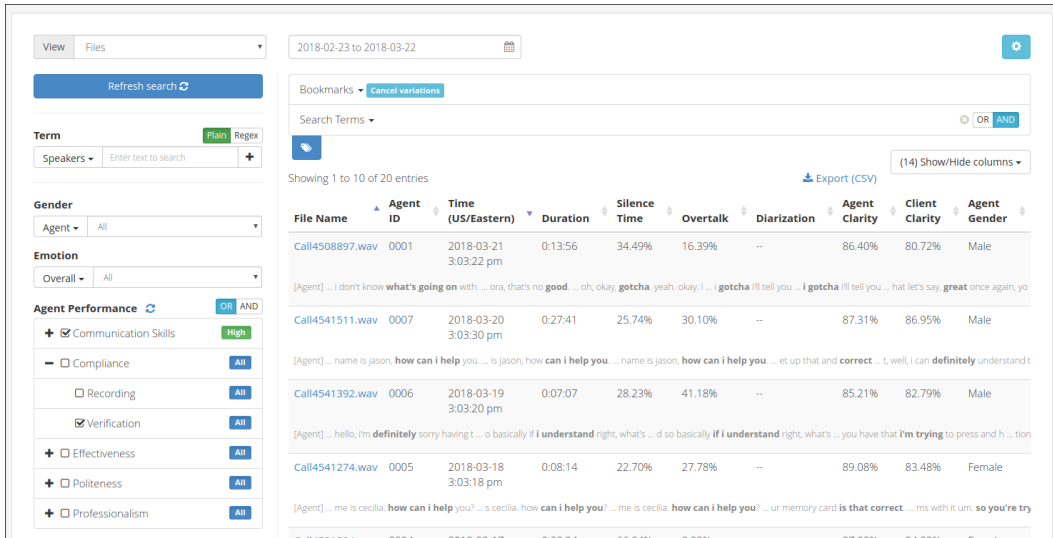 View Files
2018-02-23 to 2018-03-22
Refresh search
Bookmarks Cancel variations
Search Terms OR AND
Term Plain Regex
Speakers Enter text to search
(14) Show/Hide columns
Showing 1 to 10 of 20 entries Export (CSV)
Gender
Agent All
Emotion
Overall All
Agent Performance OR AND
Communication Skills High
Compliance All
Recording All
Verification All
Effectiveness All
Politeness All
Professionalism All
File Name Agent ID Time (US/Eastern) Duration Silence Time Overtalk Diarization Agent Clarity Client Clarity Agent Gender
Call4508897.wav 0001 2018-03-21 0:13:56 34.49% 16.39% -- 86.40% 80.72% Male
3:03:22 pm
[Agent] ... i don't know what's going on with. ... ora, that's no good. ... oh, okay, gotcha. yeah. okay. i ... i gotcha i'll tell you ... i gotcha i'll tell you ... hat let's say, great once again, yo
Call4541511.wav 0007 2018-03-20 0:27:41 25.74% 30.10% -- 87.31% 86.95% Male
3:03:30 pm
[Agent] ... name is jason, how can i help you. ... is jason, how can i help you. ... name is jason, how can i help you. ... et up that and correct ... t, well, i can definitely understand t
Call4541392.wav 0006 2018-03-19 0:07:07 28.23% 41.18% -- 85.21% 82.79% Male
3:03:20 pm
[Agent] ... hello, i'm definitely sorry having t ... o basically if i understand right, what's ... d so basically if i understand right, what's ... you have that i'm trying to press and h ... tion
Call4541274.wav 0005 2018-03-18 0:08:14 22.70% 27.78% -- 89.08% 83.48% Female
3:03:18 pm
[Agent] ... me is cecilia. how can i help you? ... s cecilia. how can i help you? ... me is cecilia. how can i help you? ... ur memory card is that correct. ... ms with it um. so you're try